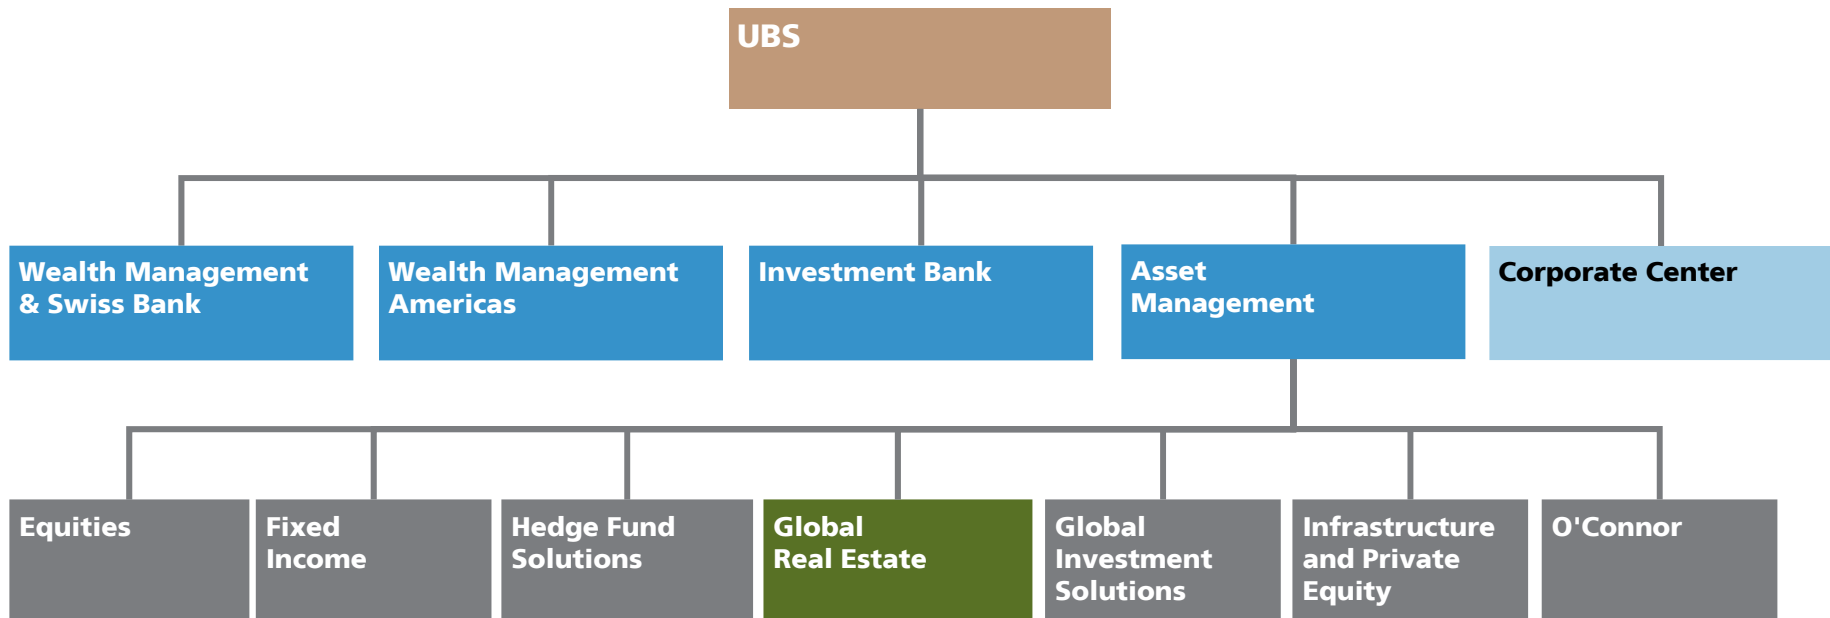 UBS
Wealth Management
& Swiss Bank
Wealth Management
Americas
Investment Bank
Asset
Management
Corporate Center
Equities
Fixed
Income
Hedge Fund
Solutions
Global
Real Estate
Global
Investment
Solutions
Infrastructure
and Private
Equity
O'Connor